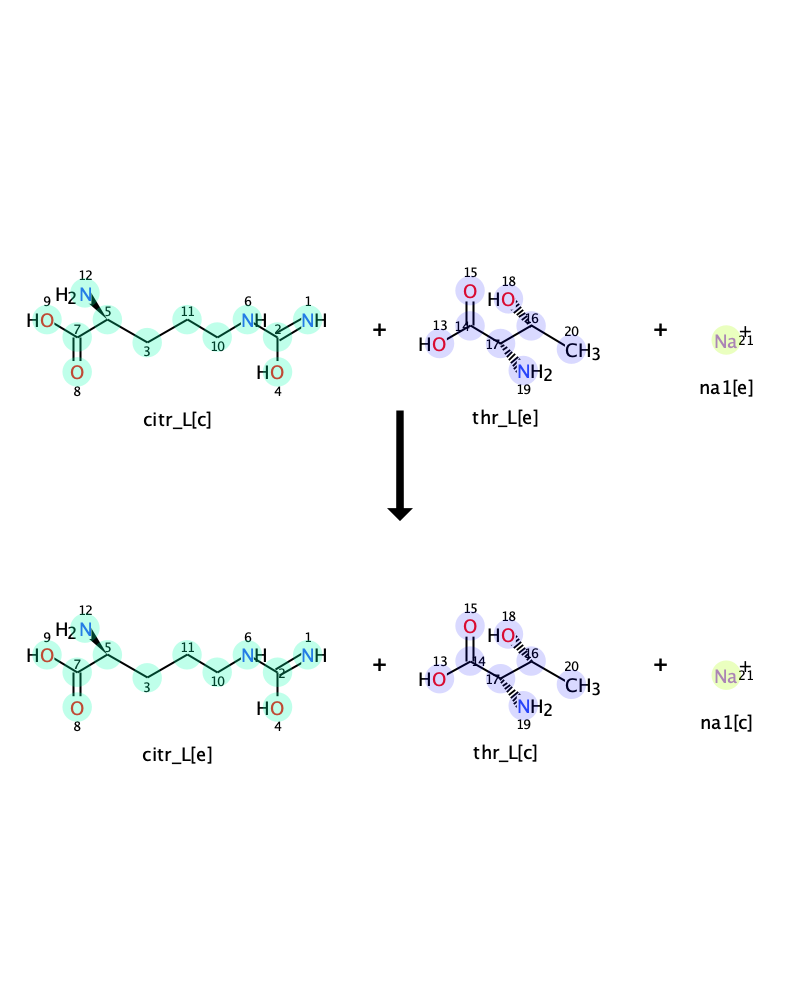 12
H2N
9 5 11 6 1
HO 7 NH 2 NH
3 10
O HO
8 4
citr_L[c]
+
15 18
O HO
13 14 16 20
HO 17 CH3
NH2
19
thr_L[e]
+
Na+
21
na1[e]
12
H2N
9 5 11 6 1
HO 7 NH 2 NH
3 10
O HO
8 4
citr_L[e]
+
15 18
O HO
13 14 16 20
HO 17 CH3
NH2
19
thr_L[c]
+
Na+
21
na1[c]